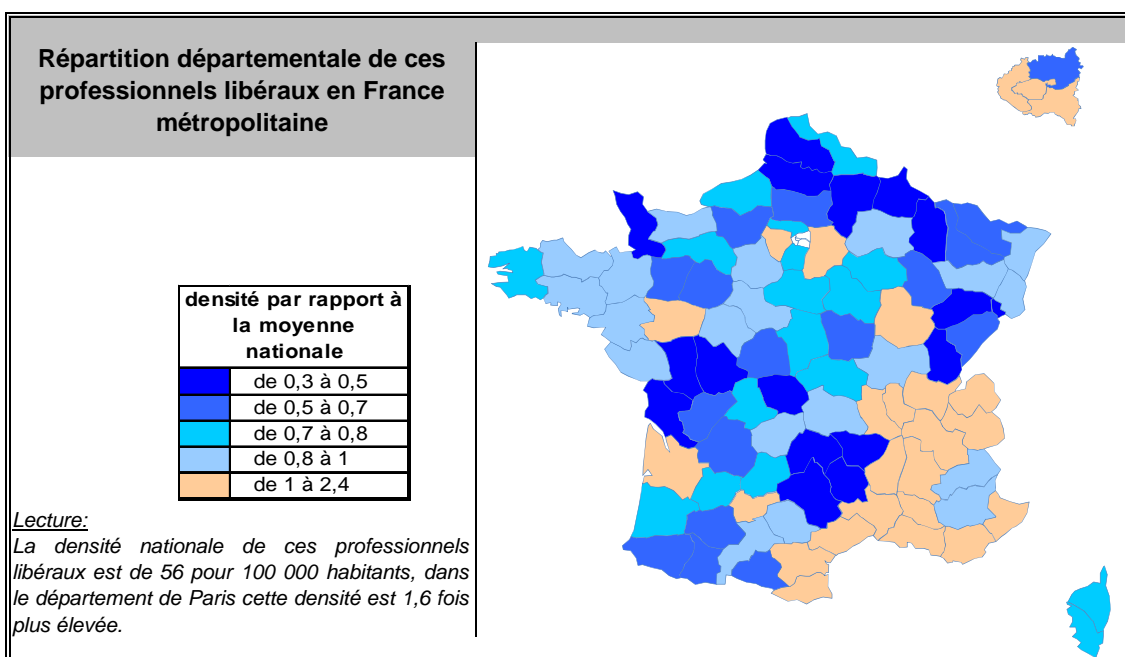 Répartition départementale de ces
professionnels libéraux en France
métropolitaine
densité par rapport à
la moyenne
nationale
de 0,3 à 0,5
de 0,5 à 0,7
de 0,7 à 0,8
de 0,8 à 1
de 1 à 2,4
Lecture:
La densité nationale de ces professionnels
libéraux est de 56 pour 100 000 habitants, dans
le département de Paris cette densité est 1,6 fois
plus élevée.